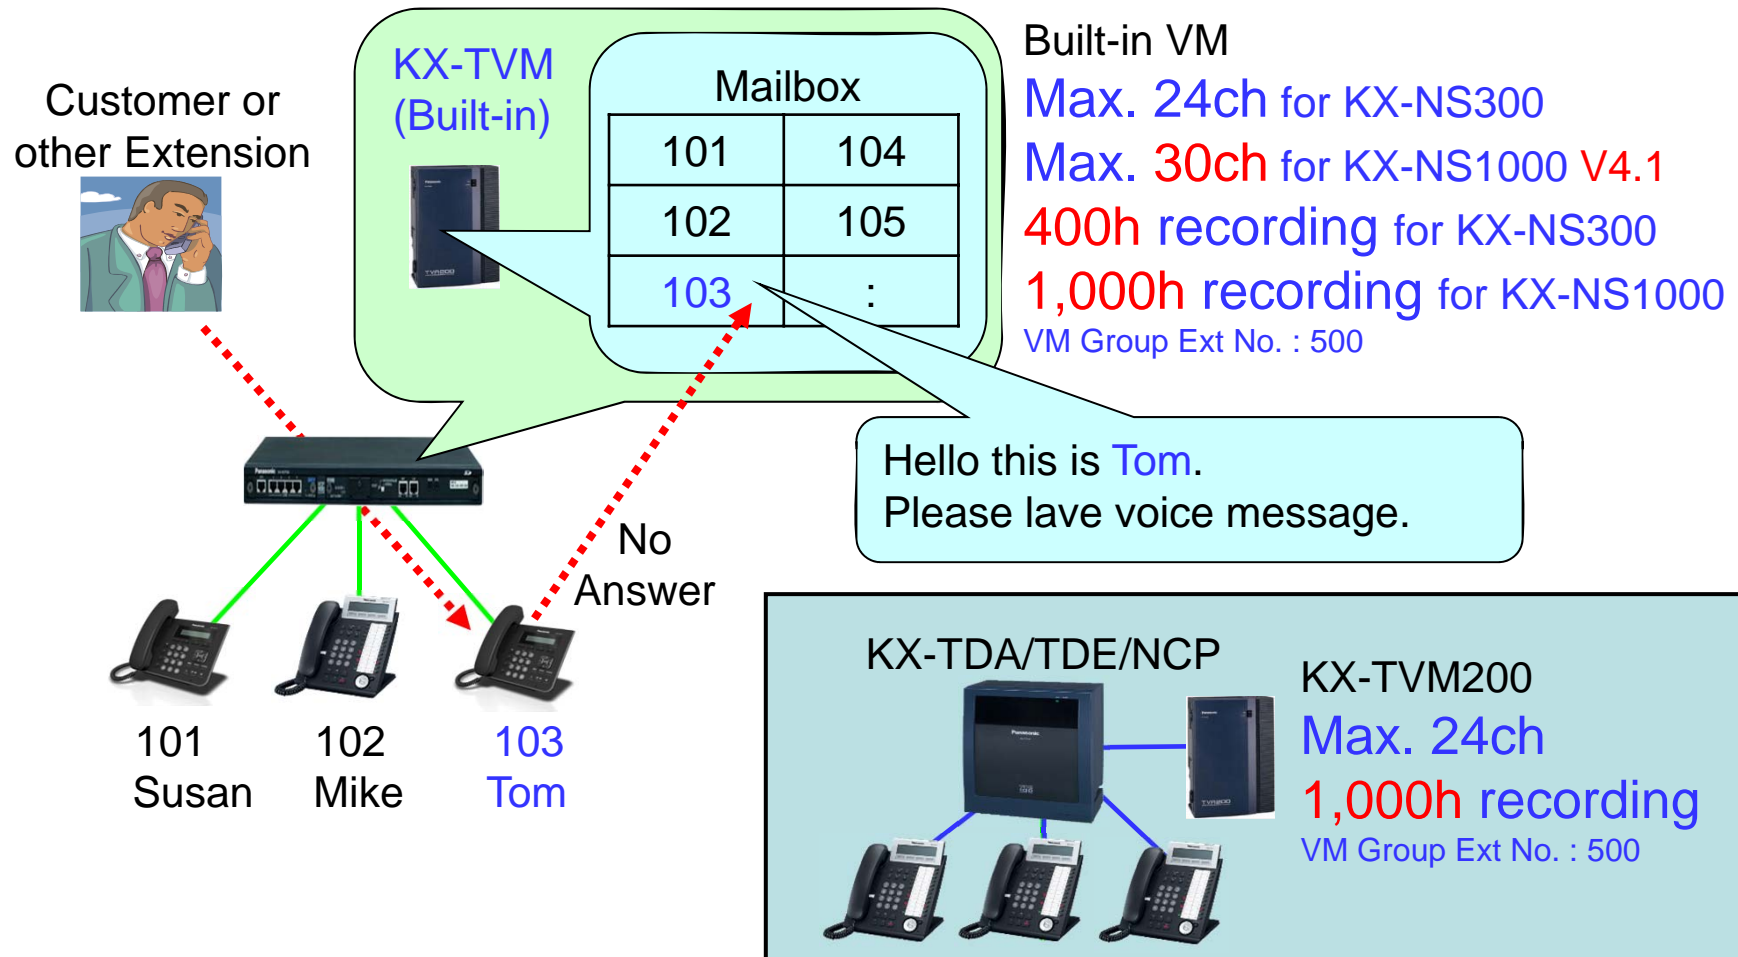 Customer or
other Extension
KX-TVM
(Built-in)
Mailbox
101 104
102 105
103 :
Built-in VM
Max. 24ch for KX-NS300
Max. 30ch for KX-NS1000 V4.1
400h recording for KX-NS300
1,000h recording for KX-NS1000
VM Group Ext No. : 500
Hello this is Tom.
Please lave voice message.
No
Answer
101
Susan
102
Mike
103
Tom
KX-TDA/TDE/NCP
KX-TVM200
Max. 24ch
1,000h recording
VM Group Ext No. : 500